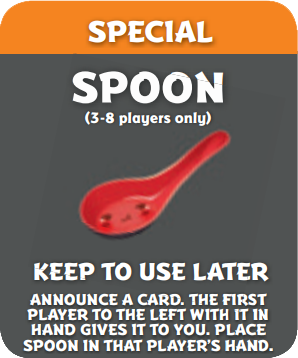 SPECIAL
SPOON
(3-8 players only)
KEEP TO USE LATER
ANNOUNCE A CARD. THE FIRST
PLAYER TO THE LEFT WITH IT IN
HAND GIVES IT TO YOU. PLACE
SPOON IN THAT PLAYER'S HAND.